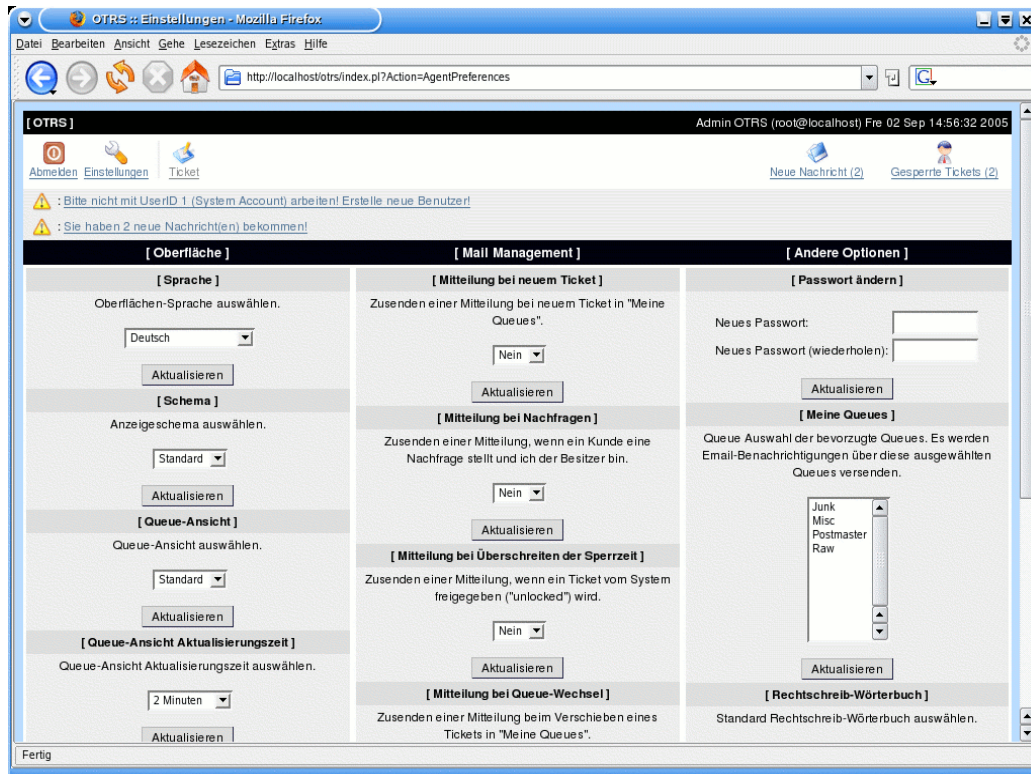 OTRS :: Einstellungen - Mozilla Firefox
Datei Bearbeiten Ansicht Gehe Lesezeichen Extras Hilfe
http://localhost/otrs/index.pl?Action=AgentPreferences
G
[ OTRS ]
Admin OTRS (root@localhost) Fre 02 Sep 14:56:32 2005
Abmelden Einstellungen Ticket
Neue Nachricht (2) Gesperrte Tickets (2)
: Bitte nicht mit UserID 1 (System Account) arbeiten! Erstelle neue Benutzer!
: Sie haben 2 neue Nachricht(en) bekommen!
[ Oberfläche ]
[ Sprache ]
Oberflächen-Sprache auswählen.
Deutsch
Aktualisieren
[ Schema ]
Anzeigeschema auswählen.
Standard
Aktualisieren
[ Queue-Ansicht ]
Queue-Ansicht auswählen.
Standard
Aktualisieren
[ Queue-Ansicht Aktualisierungszeit ]
Queue-Ansicht Aktualisierungszeit auswählen.
2 Minuten
Aktualisieren
[ Mail Management ]
[ Mitteilung bei neuem Ticket ]
Zusenden einer Mitteilung bei neuem Ticket in "Meine
Queues".
Nein
Aktualisieren
[ Mitteilung bei Nachfragen ]
Zusenden einer Mitteilung, wenn ein Kunde eine
Nachfrage stellt und ich der Besitzer bin.
Nein
Aktualisieren
[ Mitteilung bei Überschreiten der Sperrzeit ]
Zusenden einer Mitteilung, wenn ein Ticket vom System
freigegeben ("unlocked") wird.
Nein
Aktualisieren
[ Mitteilung bei Queue-Wechsel ]
Zusenden einer Mitteilung beim Verschieben eines
Tickets in "Meine Queues".
[ Andere Optionen ]
[ Passwort ändern ]
Neues Passwort:
Neues Passwort (wiederholen):
Aktualisieren
[ Meine Queues ]
Queue Auswahl der bevorzugte Queues. Es werden
Email-Benachrichtigungen über diese ausgewählten
Queues versenden.
Junk
Misc
Postmaster
Raw
Aktualisieren
[ Rechtschreib-Wörterbuch ]
Standard Rechtschreib-Wörterbuch auswählen.
Fertig